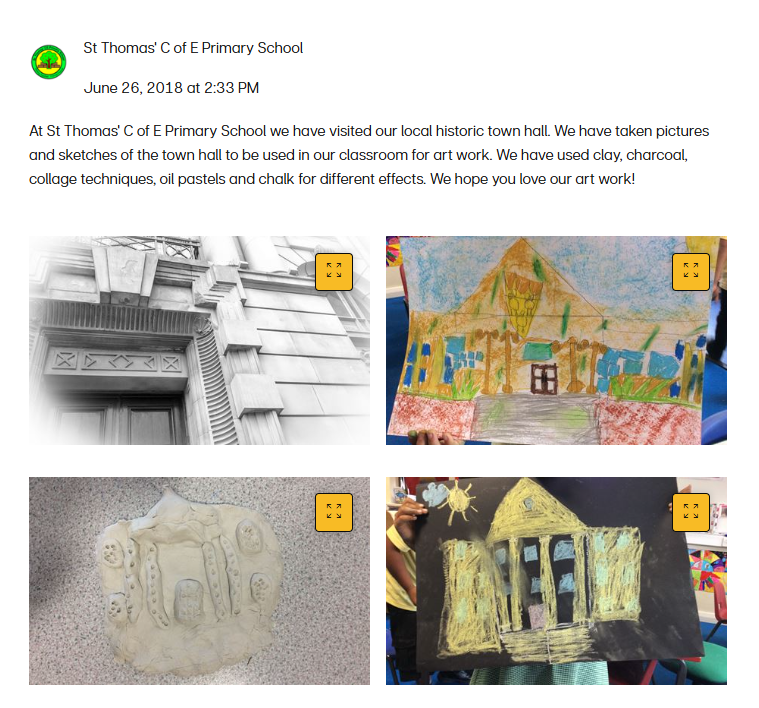 St Thomas' C of E Primary School
June 26, 2018 at 2:33 PM
At St Thomas' C of E Primary School we have visited our local historic town hall. We have taken pictures
and sketches of the town hall to be used in our classroom for art work. We have used clay, charcoal,
collage techniques, oil pastels and chalk for different effects. We hope you love our art work!